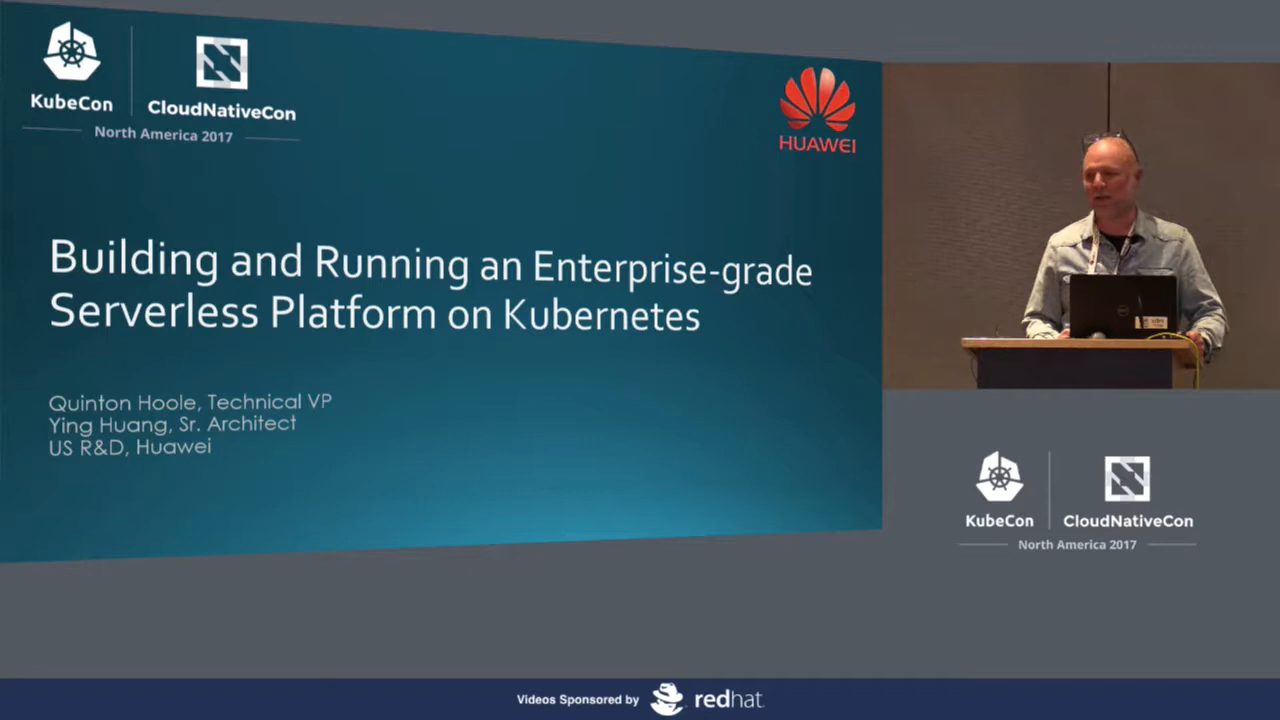 KubeCon
CloudNativeCon
North America 2017
HUAWEI
Building and Running an Enterprise-grade
Serverless Platform on Kubernetes
Quinton Hoole, Technical VP
Ying Huang, Sr. Architect
US R&D, Huawei
KubeCon
CloudNativeCon
North America 2017
Videos Sponsored by redhat